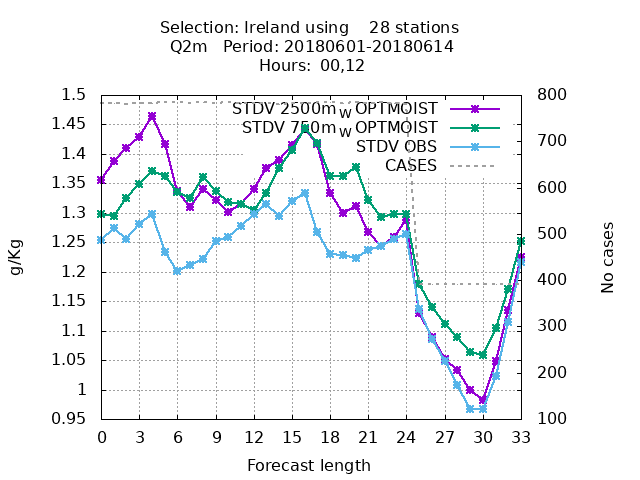 Selection: Ireland using 28 stations
Q2m Period: 20180601-20180614
Hours: 00,12
STDV 2500m_W OPTMOIST
STDV 750m_W OPTMOIST
STDV OBS
CASES
1.5
1.45
1.4
1.35
1.3
1.25
1.2
1.15
1.1
1.05
1
0.95
800
700
600
500
400
300
200
100
g/Kg
No cases
0 3 6 9 12 15 18 21 24 27 30 33
Forecast length